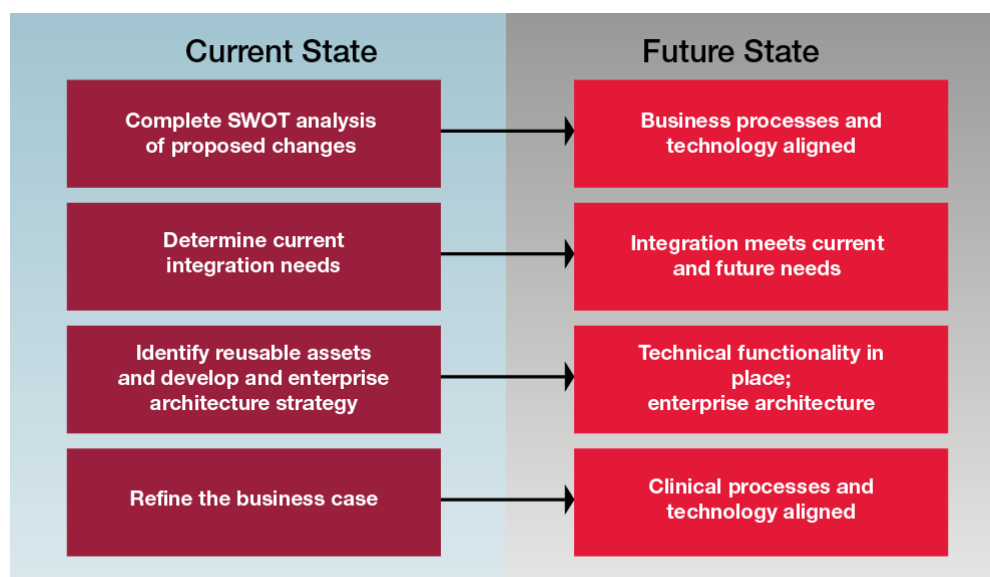 Current State
Future State
Complete SWOT analysis
of proposed changes
Business processes and
technology aligned
Determine current
integration needs
Integration meets current
and future needs
Identify reusable assets
and develop and enterprise
architecture strategy
Technical functionality in
place;
enterprise architecture
Refine the business case
Clinical processes and
technology aligned